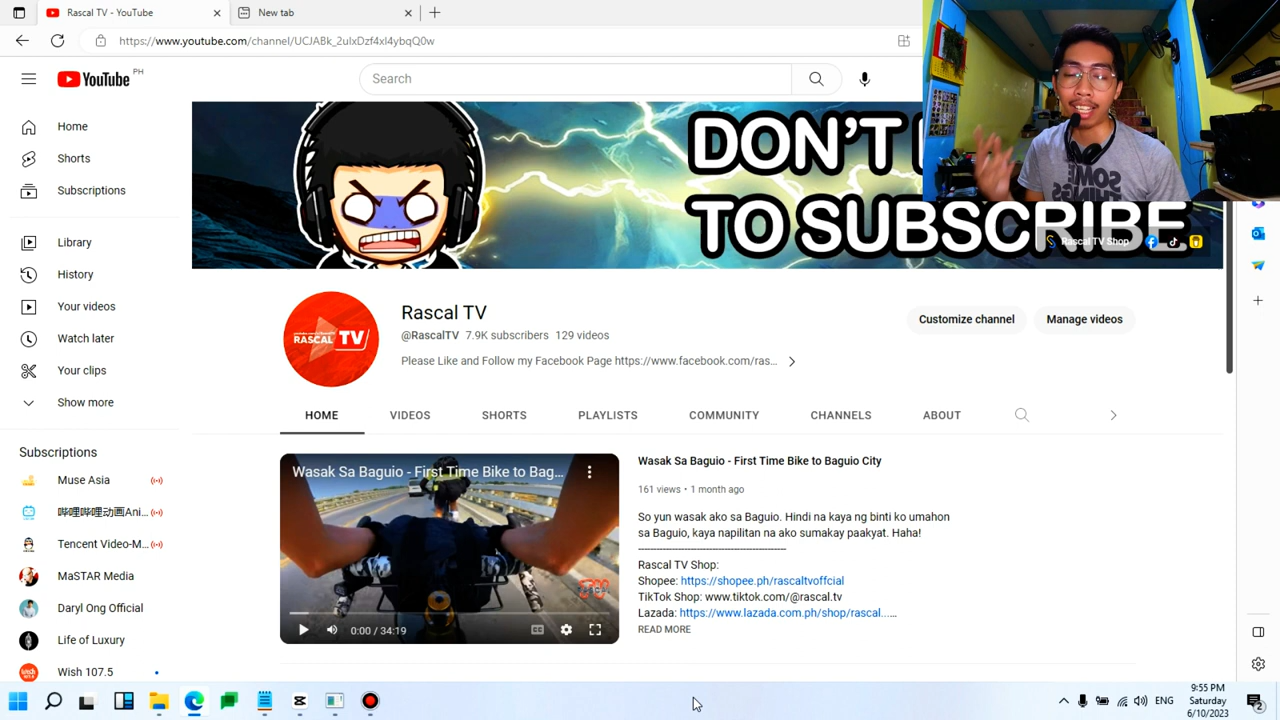 Rascal TV - YouTube
New tab
https://www.youtube.com/channel/UCJABk_2ulxDzf4xl4ybqQ0w
YouTube PH
Search
Home
Shorts
Subscriptions
Library
History
Your videos
Watch later
Your clips
Show more
Subscriptions
Muse Asia
哔哩哔哩动画Ani...
Tencent Video-M...
MaSTAR Media
Daryl Ong Official
Life of Luxury
Wish 107.5
DON'T
TO SUBSCRIBE
Rascal TV Shop
SOME
THINGS
RASCAL TV
Rascal TV
@RascalTV 7.9K subscribers 129 videos
Please Like and Follow my Facebook Page https://www.facebook.com/ras...
Customize channel
Manage videos
HOME
VIDEOS
SHORTS
PLAYLISTS
COMMUNITY
CHANNELS
ABOUT
Wasak Sa Baguio - First Time Bike to Bag...
0:00 / 34:19
Wasak Sa Baguio - First Time Bike to Baguio City
161 views • 1 month ago
So yun wasak ako sa Baguio. Hindi na kaya ng binti ko umahon
sa Baguio, kaya napilitan na ako sumakay paakyat. Haha!
------------------------------------------------
Rascal TV Shop:
Shopee: https://shopee.ph/rascaltvoffcial
TikTok Shop: www.tiktok.com/@rascal.tv
Lazada: https://www.lazada.com.ph/shop/rascal......
READ MORE
ENG
9:55 PM
Saturday
6/10/2023
2